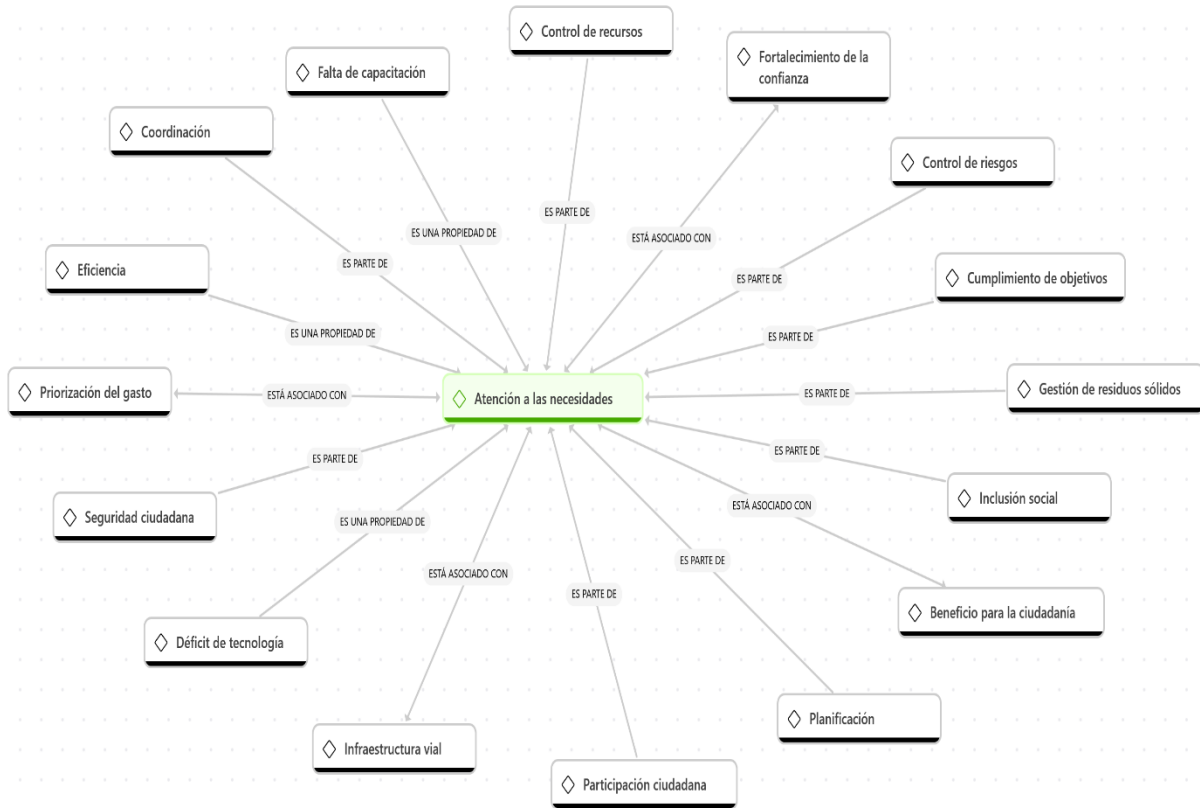 Control de recursos
Fortalecimiento de la
confianza
Falta de capacitación
Coordinación
Control de riesgos
ES PARTE DE
ES UNA PROPIEDAD DE
ESTÁ ASOCIADO CON
ES PARTE DE
Eficiencia
ES PARTE DE
Cumplimiento de objetivos
ES UNA PROPIEDAD DE
ES PARTE DE
Priorización del gasto
ESTÁ ASOCIADO CON
Atención a las necesidades
ES PARTE DE
Gestión de residuos sólidos
ES PARTE DE
ES PARTE DE
Seguridad ciudadana
ES UNA PROPIEDAD DE
ESTÁ ASOCIADO CON
Inclusión social
ESTÁ ASOCIADO CON
ES PARTE DE
ES PARTE DE
Beneficio para la ciudadanía
Déficit de tecnología
Planificación
Infraestructura vial
Participación ciudadana